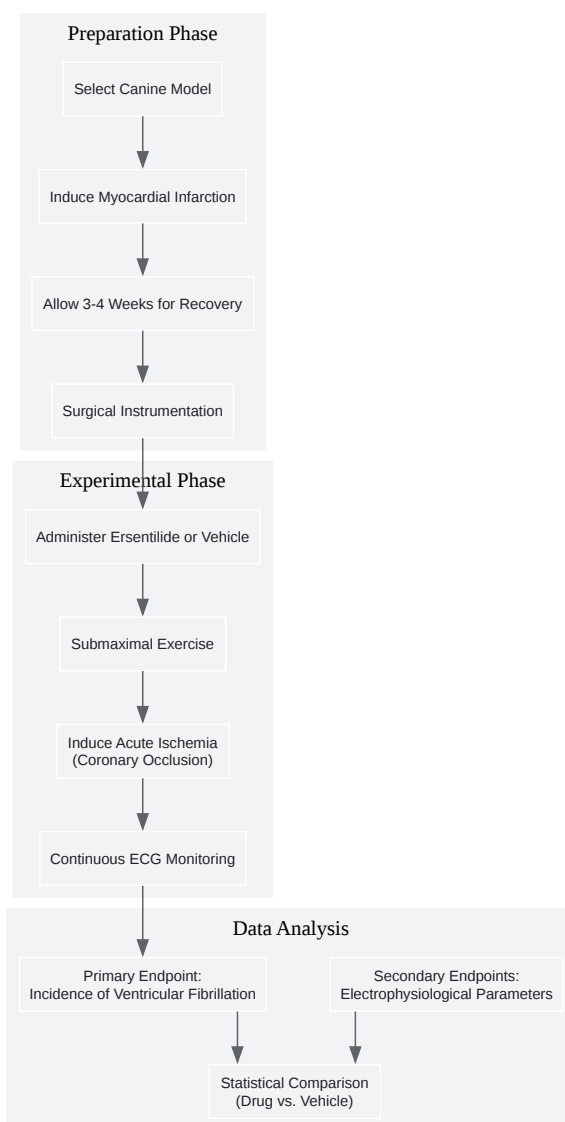 Preparation Phase
Select Canine Model
Induce Myocardial Infarction
Allow 3-4 Weeks for Recovery
Surgical Instrumentation
Experimental Phase
Administer Ersentilide or Vehicle
Submaximal Exercise
Induce Acute Ischemia
(Coronary Occlusion)
Continuous ECG Monitoring
Data Analysis
Primary Endpoint:
Incidence of Ventricular Fibrillation
Secondary Endpoints:
Electrophysiological Parameters
Statistical Comparison
(Drug vs. Vehicle)